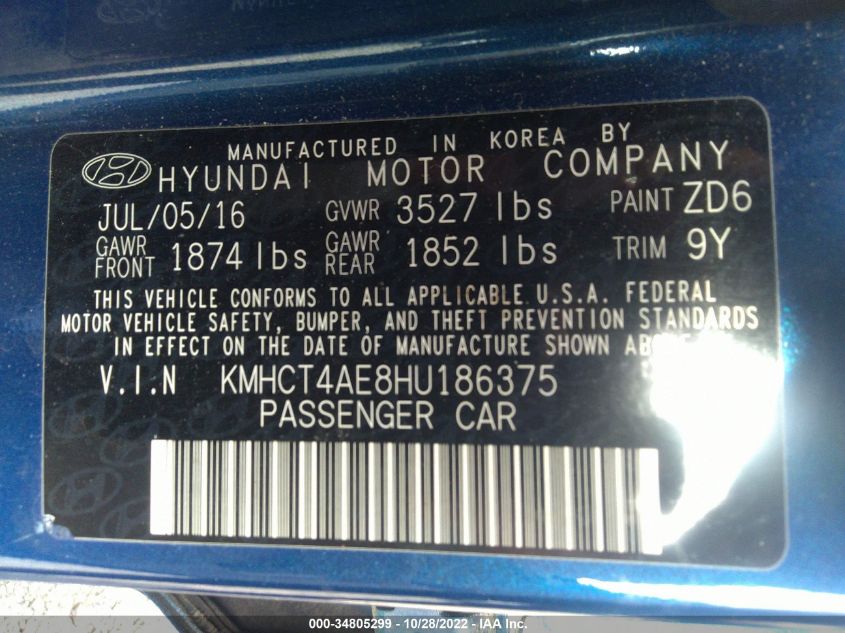 MANUFACTURED IN KOREA BY
HYUNDAI MOTOR COMPANY
JUL/05/16 GVWR 3527 lbs PAINT ZD6
GAWR FRONT 1874 lbs GAWR REAR 1852 lbs TRIM 9Y
THIS VEHICLE CONFORMS TO ALL APPLICABLE U.S.A. FEDERAL
MOTOR VEHICLE SAFETY, BUMPER, AND THEFT PREVENTION STANDARDS
IN EFFECT ON THE DATE OF MANUFACTURE SHOWN ABOVE.
V.I.N KMHCT4AE8HU186375
PASSENGER CAR
000-34805299 - 10/28/2022 - IAA Inc.